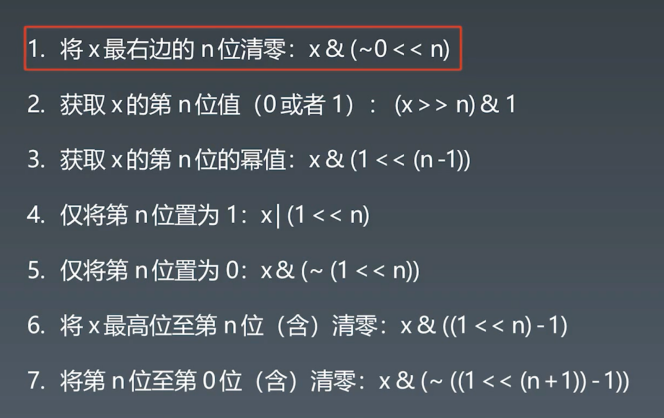 1. 将 x 最右边的 n 位清零：x & (~0 << n)
2. 获取 x 的第 n 位值（0 或者 1）： (x >> n) & 1
3. 获取 x 的第 n 位的幂值：x & (1 << (n -1))
4. 仅将第 n 位置为 1：x | (1 << n)
5. 仅将第 n 位置为 0：x & (~ (1 << n))
6. 将 x 最高位至第 n 位（含）清零：x & ((1 << n) - 1)
7. 将第 n 位至第 0 位（含）清零：x & (~ ((1 << (n + 1)) - 1))